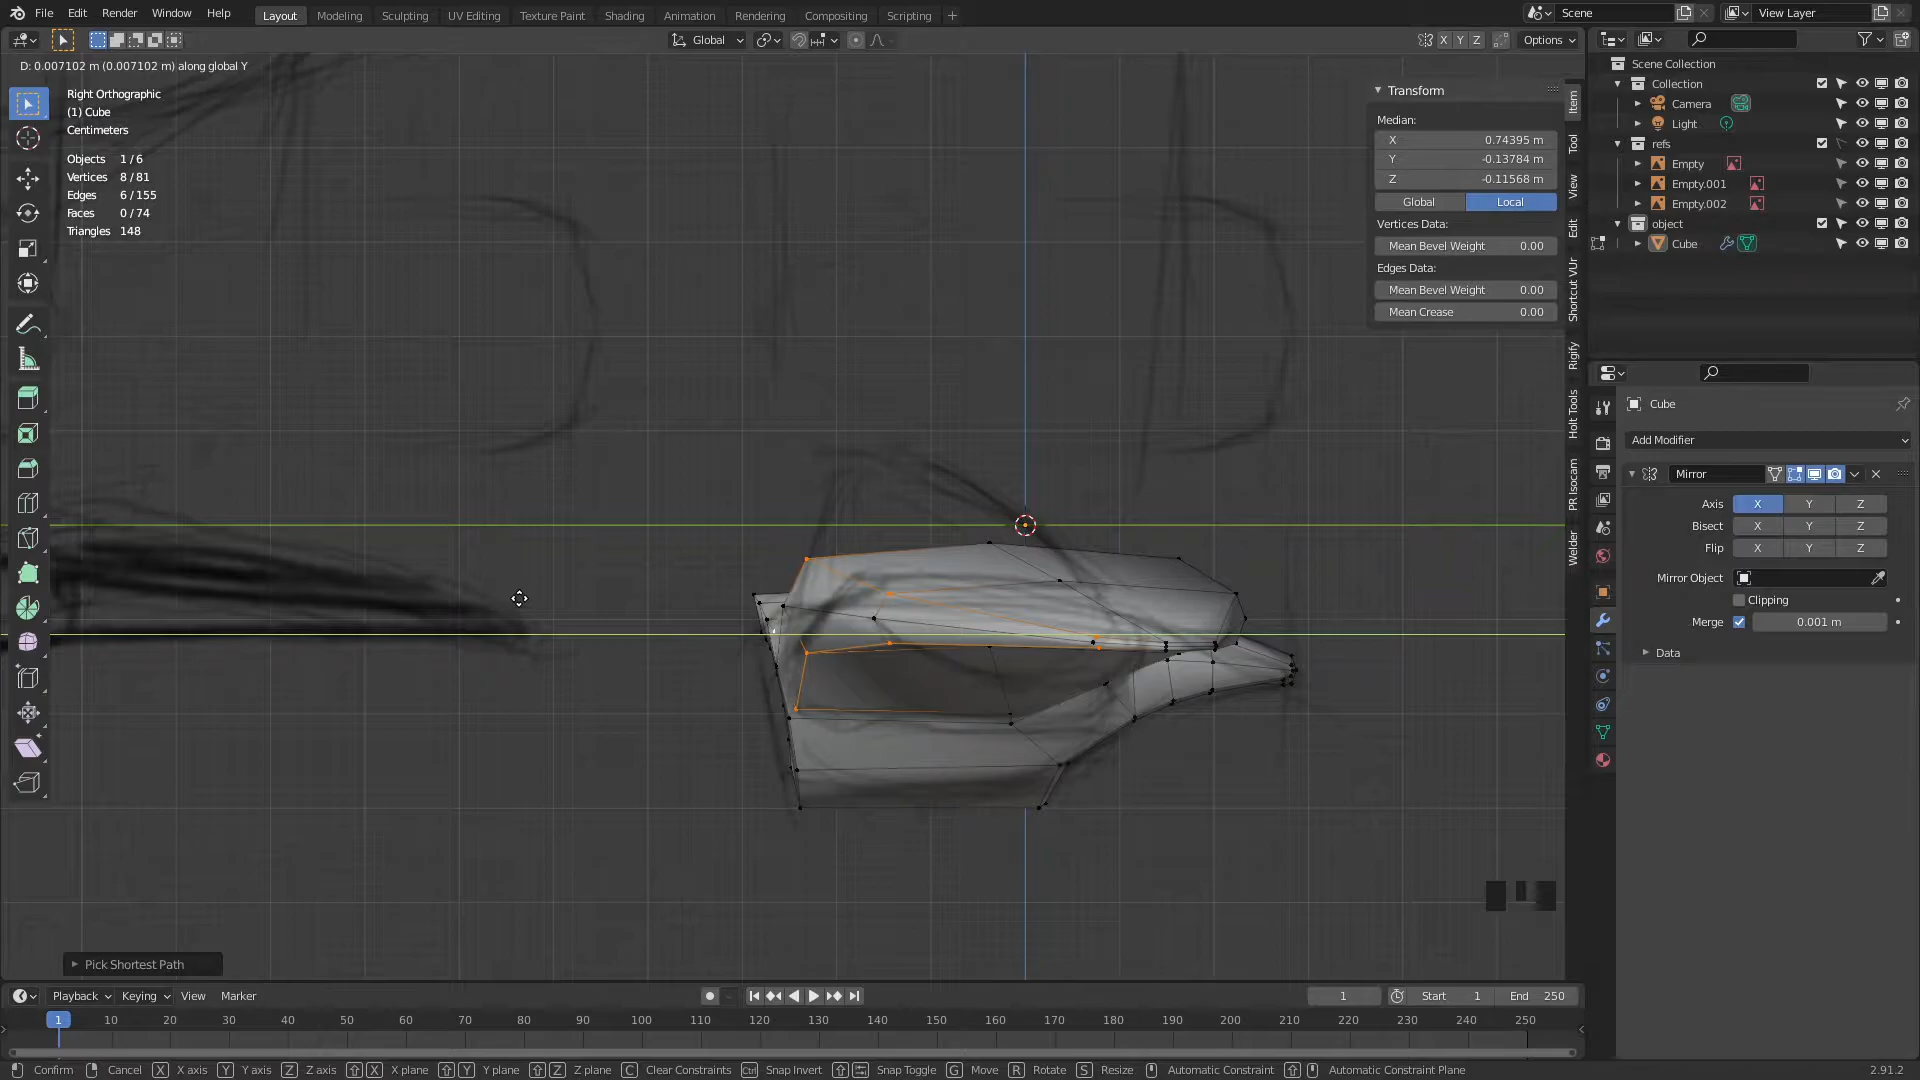 File Edit Render Window Help Layout Modeling Sculpting UV Editing Texture Paint Shading Animation Rendering Compositing Scripting + Scene View Layer
Global X Y Z Options
D: 0.007102 m (0.007102 m) along global Y
Right Orthographic
(1) Cube
Centimeters
Objects 1/6
Vertices 8/81
Edges 6/155
Faces 0/74
Triangles 148
Transform
Median:
X 0.74395 m
Y -0.13784 m
Z -0.11568 m
Global Local
Vertices Data:
Mean Bevel Weight 0.00
Edges Data:
Mean Bevel Weight 0.00
Mean Crease 0.00
Item
Tool
View
Edit
Shortcut VUr
Rigify
Holt Tools
PR Isocam
Welder
Scene Collection
Collection
Camera
Light
refs
Empty
Empty.001
Empty.002
object
Cube
Cube
Add Modifier
Mirror
Axis X Y Z
Bisect X Y Z
Flip X Y Z
Mirror Object
Clipping
Merge 0.001 m
Data
Pick Shortest Path
Playback Keying View Marker 1 Start 1 End 250
1 10 20 30 40 50 60 70 80 90 100 110 120 130 140 150 160 170 180 190 200 210 220 230 240 250
Confirm Cancel X X axis Y Y axis Z Z axis X X plane Y Y plane Z Z plane C Clear Constraints Ctrl Snap Invert Snap Toggle G Move R Rotate S Resize Automatic Constraint Automatic Constraint Plane 2.91.2